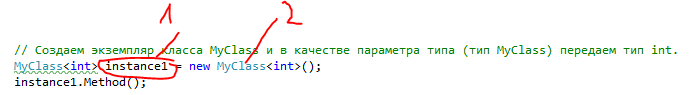 1 2
// Создаем экземпляр класса MyClass и в качестве параметра типа (тип MyClass) передаем тип int.
MyClass<int> instance1 = new MyClass<int>();
instance1.Method();